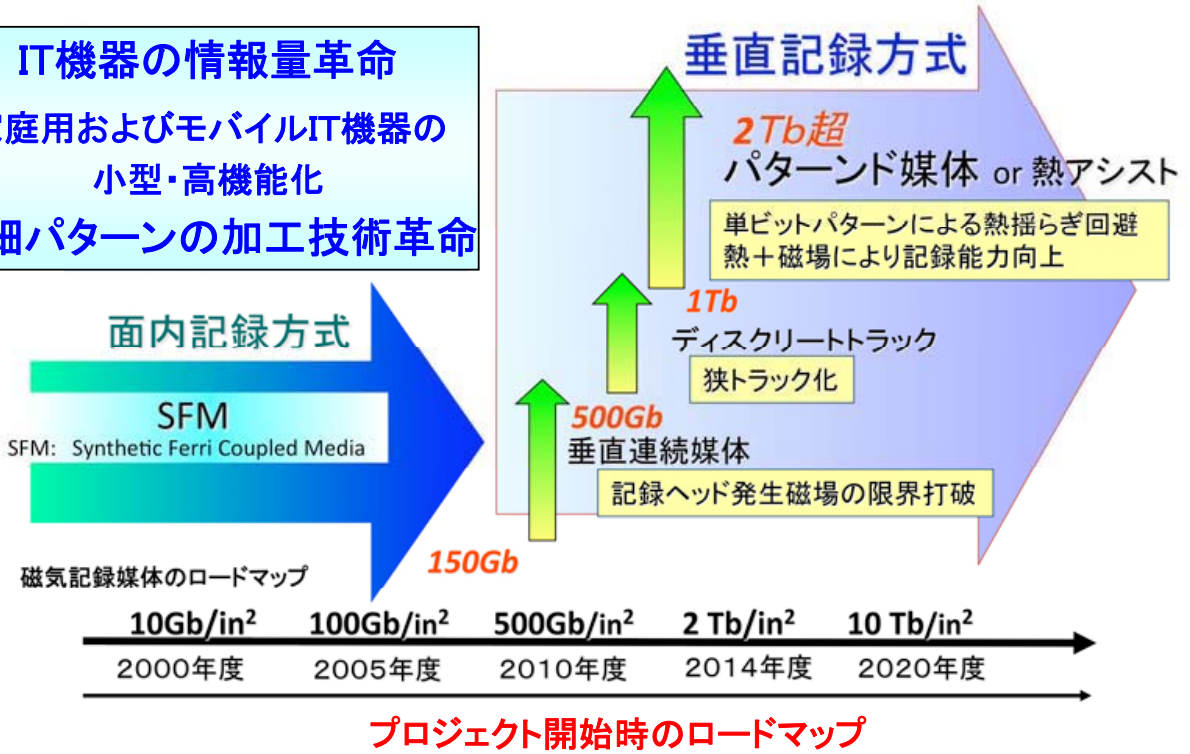 IT機器の情報量革命
庭用およびモバイルIT機器の
小型・高機能化
細パターンの加工技術革命
垂直記録方式
2Tb超
パターンド媒体 or 熱アシスト
単ビットパターンによる熱揺らぎ回避
熱＋磁場により記録能力向上
1Tb
ディスクリートトラック
狭トラック化
500Gb
垂直連続媒体
記録ヘッド発生磁場の限界打破
150Gb
面内記録方式
SFM
SFM: Synthetic Ferri Coupled Media
磁気記録媒体のロードマップ
10Gb/in² 100Gb/in² 500Gb/in² 2 Tb/in² 10 Tb/in²
2000年度 2005年度 2010年度 2014年度 2020年度
プロジェクト開始時のロードマップ